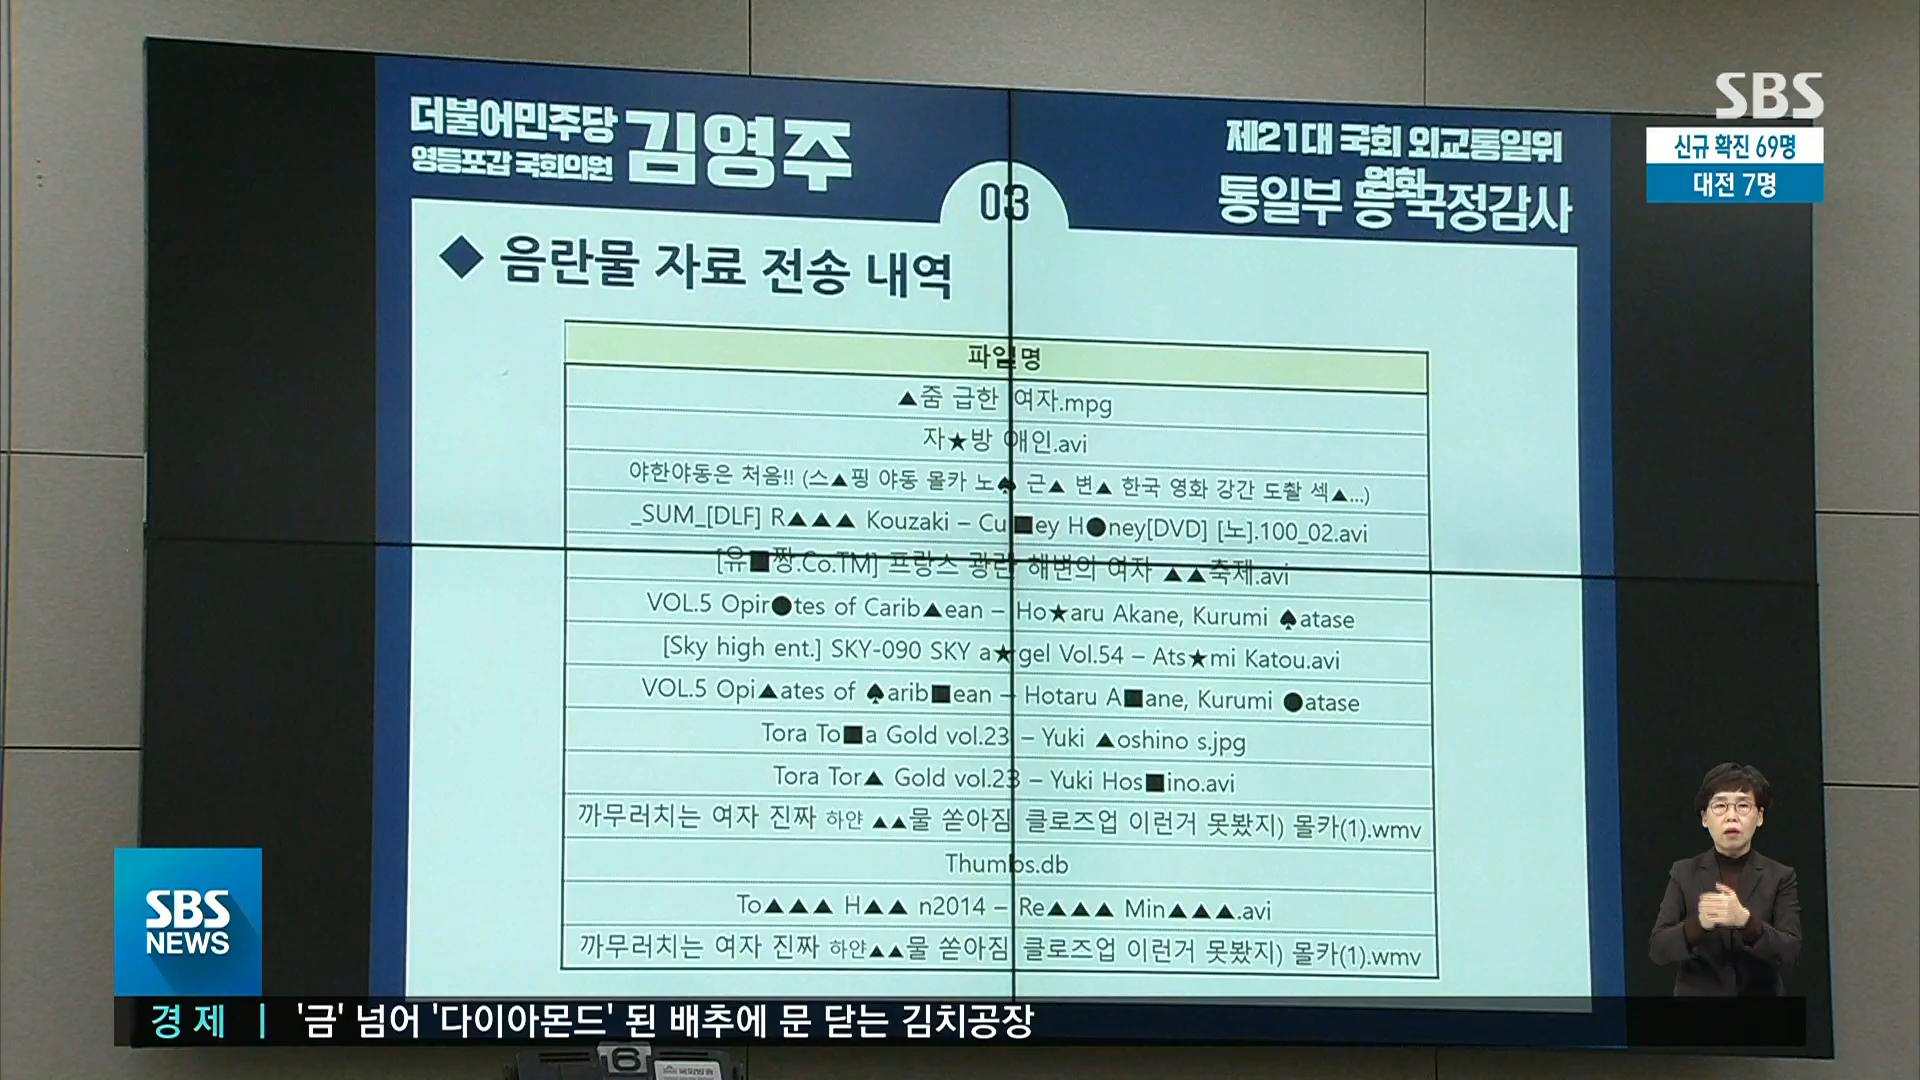 SBS
신규 확진 69명
대전 7명
더불어민주당
영등포갑 국회의원
김영주
03
제21대 국회 외교통일위
원회
통일부 등 국정감사
◆ 음란물 자료 전송 내역
파일명
▲줌 급한 여자.mpg
자★방 애인.avi
야한야동은 처음!! (스▲핑 야동 몰카 노♠ 근▲ 변▲ 한국 영화 강간 도촬 섹▲...)
_SUM_[DLF] R▲▲▲ Kouzaki – Cu■ey H●ney[DVD] [노].100_02.avi
[유■짱.Co.TM] 프랑스 광란 해변의 여자 ▲▲축제.avi
VOL.5 Opir●tes of Carib▲ean – Ho★aru Akane, Kurumi ♠atase
[Sky high ent.] SKY-090 SKY a★gel Vol.54 – Ats★mi Katou.avi
VOL.5 Opi▲ates of ♠arib■ean – Hotaru A■ane, Kurumi ●atase
Tora To■a Gold vol.23 – Yuki ▲oshino s.jpg
Tora Tor▲ Gold vol.23 – Yuki Hos■ino.avi
까무러치는 여자 진짜 하얀 ▲▲물 쏟아짐 클로즈업 이런거 못봤지) 몰카(1).wmv
Thumbs.db
To▲▲▲ H▲▲ n2014 – Re▲▲▲ Min▲▲▲.avi
까무러치는 여자 진짜 하얀▲▲물 쏟아짐 클로즈업 이런거 못봤지) 몰카(1).wmv
SBS
NEWS
경제 | '금' 넘어 '다이아몬드' 된 배추에 문 닫는 김치공장
6